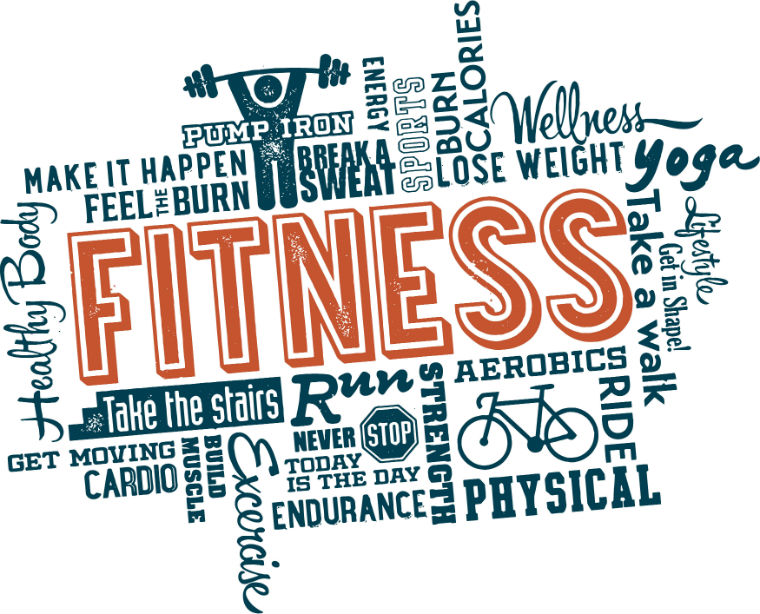 PUMP IRON
ENERGY
SPORTS
BURN
CALORIES
Wellness
MAKE IT HAPPEN
BREAK A
SWEAT
LOSE WEIGHT
yoga
FEEL THE BURN
Healthy Body
FITNESS
Take a walk
Lifestyle
Get in Shape!
Take the stairs
Run
STRENGTH
AEROBICS
RIDE
NEVER STOP
GET MOVING
CARDIO
BUILD
MUSCLE
Excercise
TODAY
IS THE DAY
ENDURANCE
PHYSICAL